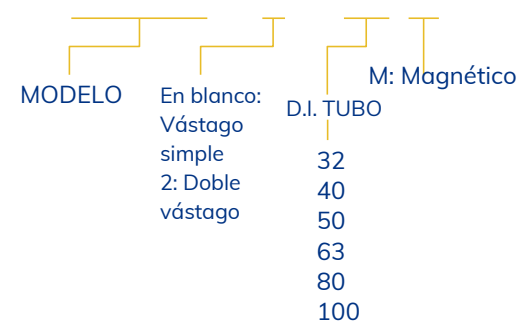 MODELO
En blanco:
Vástago
simple
2: Doble
vástago
D.I. TUBO
32
40
50
63
80
100
M: Magnético